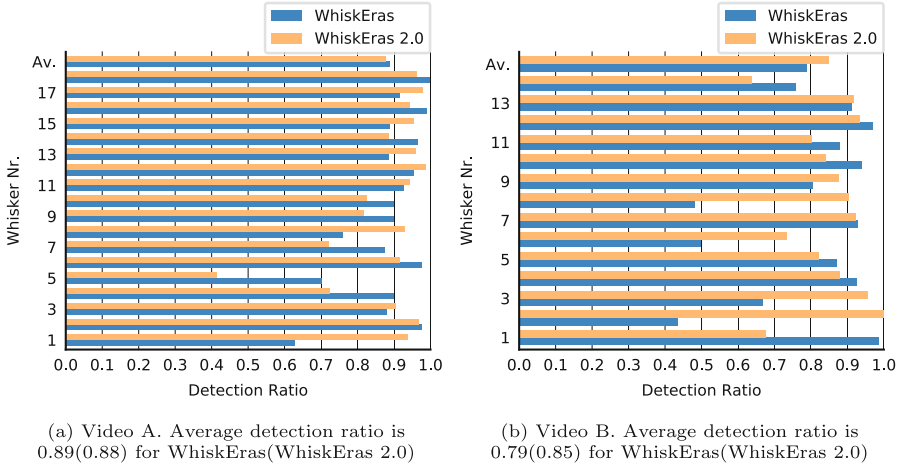 WhiskEras
WhiskEras 2.0
Av.
17
15
13
11
9
7
5
3
1
Whisker Nr.
0.0 0.1 0.2 0.3 0.4 0.5 0.6 0.7 0.8 0.9 1.0
Detection Ratio
(a) Video A. Average detection ratio is
0.89(0.88) for WhiskEras(WhiskEras 2.0)
WhiskEras
WhiskEras 2.0
Av.
13
11
9
7
5
3
1
Whisker Nr.
0.0 0.1 0.2 0.3 0.4 0.5 0.6 0.7 0.8 0.9 1.0
Detection Ratio
(b) Video B. Average detection ratio is
0.79(0.85) for WhiskEras(WhiskEras 2.0)